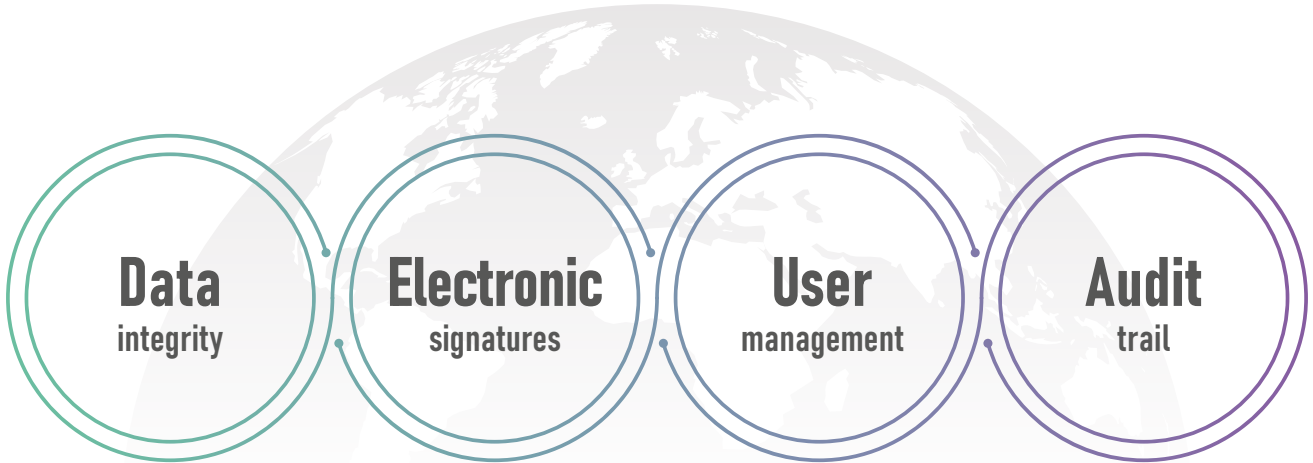 Data
integrity
Electronic
signatures
User
management
Audit
trail